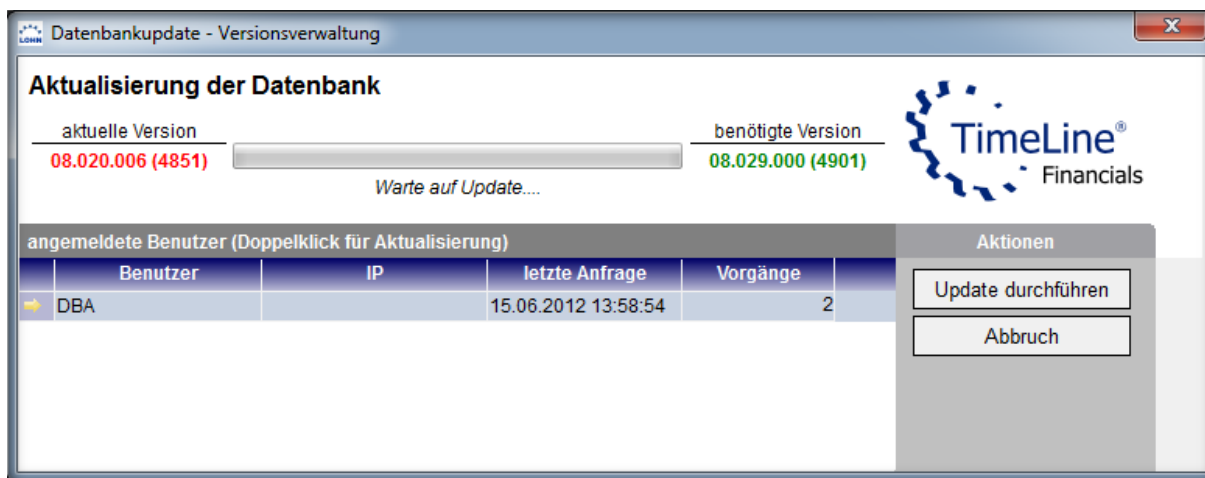 LOHN Datenbankupdate - Versionsverwaltung
Aktualisierung der Datenbank
aktuelle Version
benötigte Version
08.020.006 (4851)
08.029.000 (4901)
Warte auf Update....
TimeLine®
Financials
angemeldete Benutzer (Doppelklick für Aktualisierung)
Aktionen
Benutzer IP letzte Anfrage Vorgänge
DBA 15.06.2012 13:58:54 2
Update durchführen
Abbruch